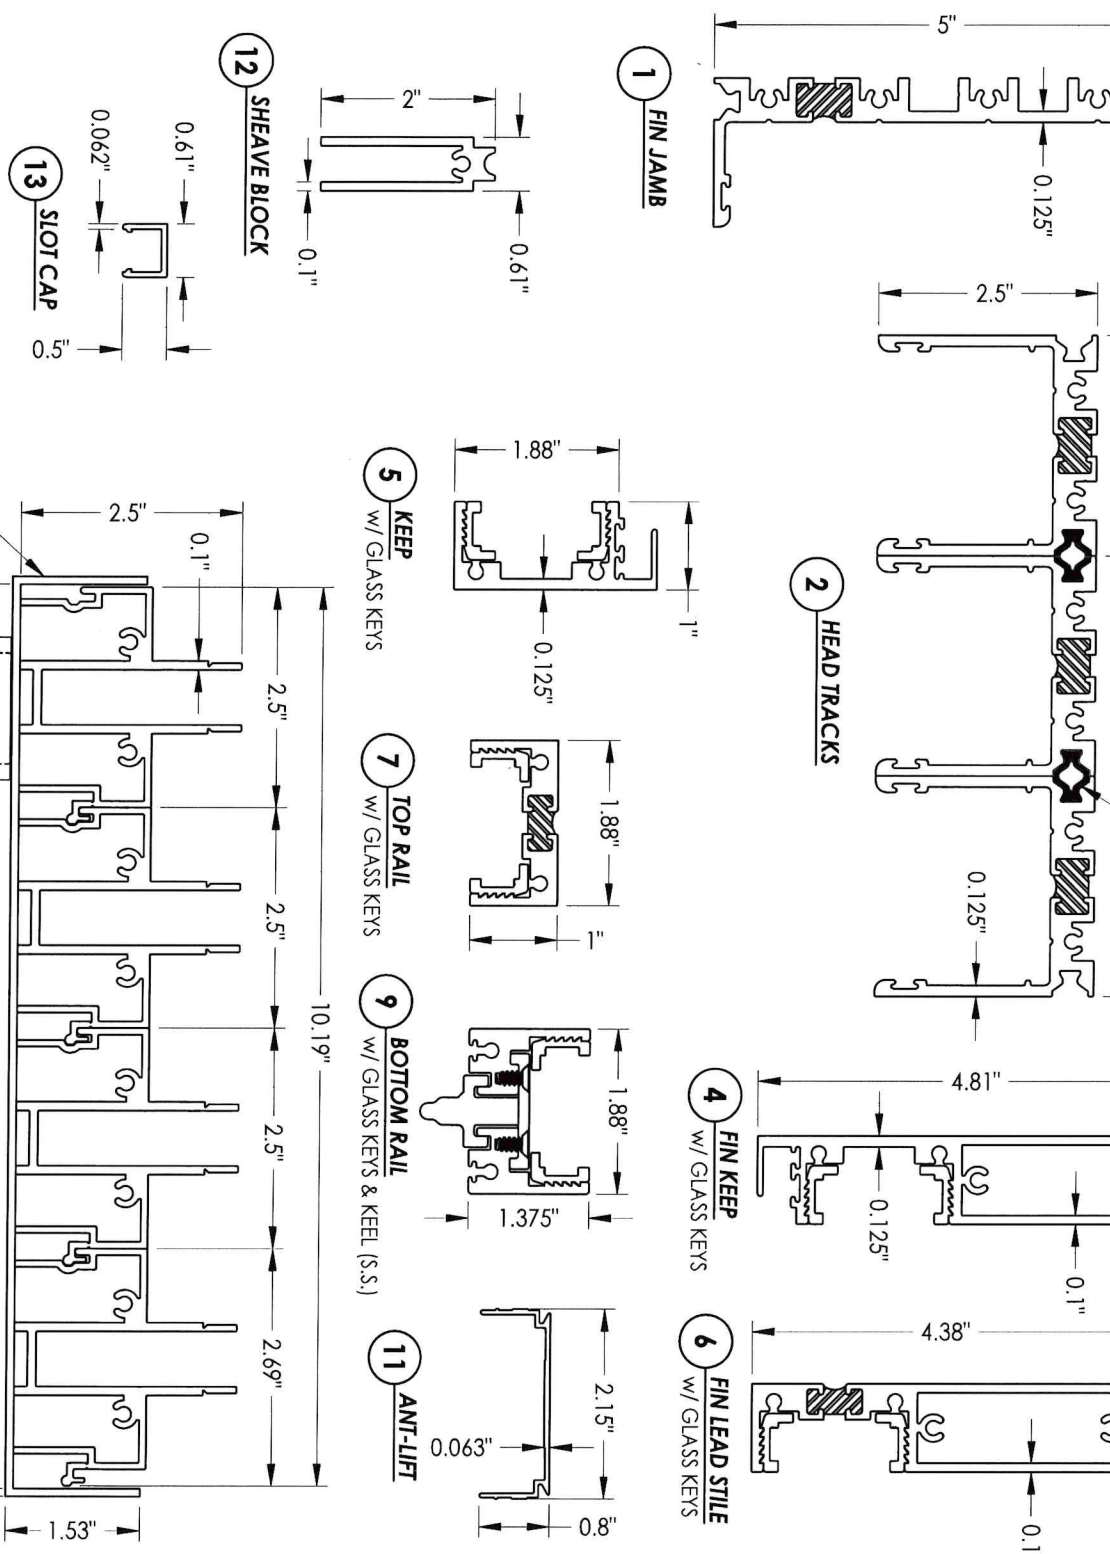 5"
1
FIN JAMB
0.125"
12
SHEAVE BLOCK
2"
0.61"
0.1"
13
SLOT CAP
0.062"
0.61"
0.5"
2.5"
2
HEAD TRACKS
0.125"
5
KEEP
W/ GLASS KEYS
1.88"
1"
0.125"
7
TOP RAIL
W/ GLASS KEYS
1.88"
1"
9
BOTTOM RAIL
W/ GLASS KEYS & KEEL (S.S.)
1.88"
1.375"
4
FIN KEEP
W/ GLASS KEYS
4.81"
0.125"
0.1"
6
FIN LEAD STILE
W/ GLASS KEYS
4.38"
0.1
11
ANT-LIFT
2.15"
0.063"
0.8"
2.5"
0.1"
2.5"
2.5"
2.5"
2.69"
10.19"
1.53"